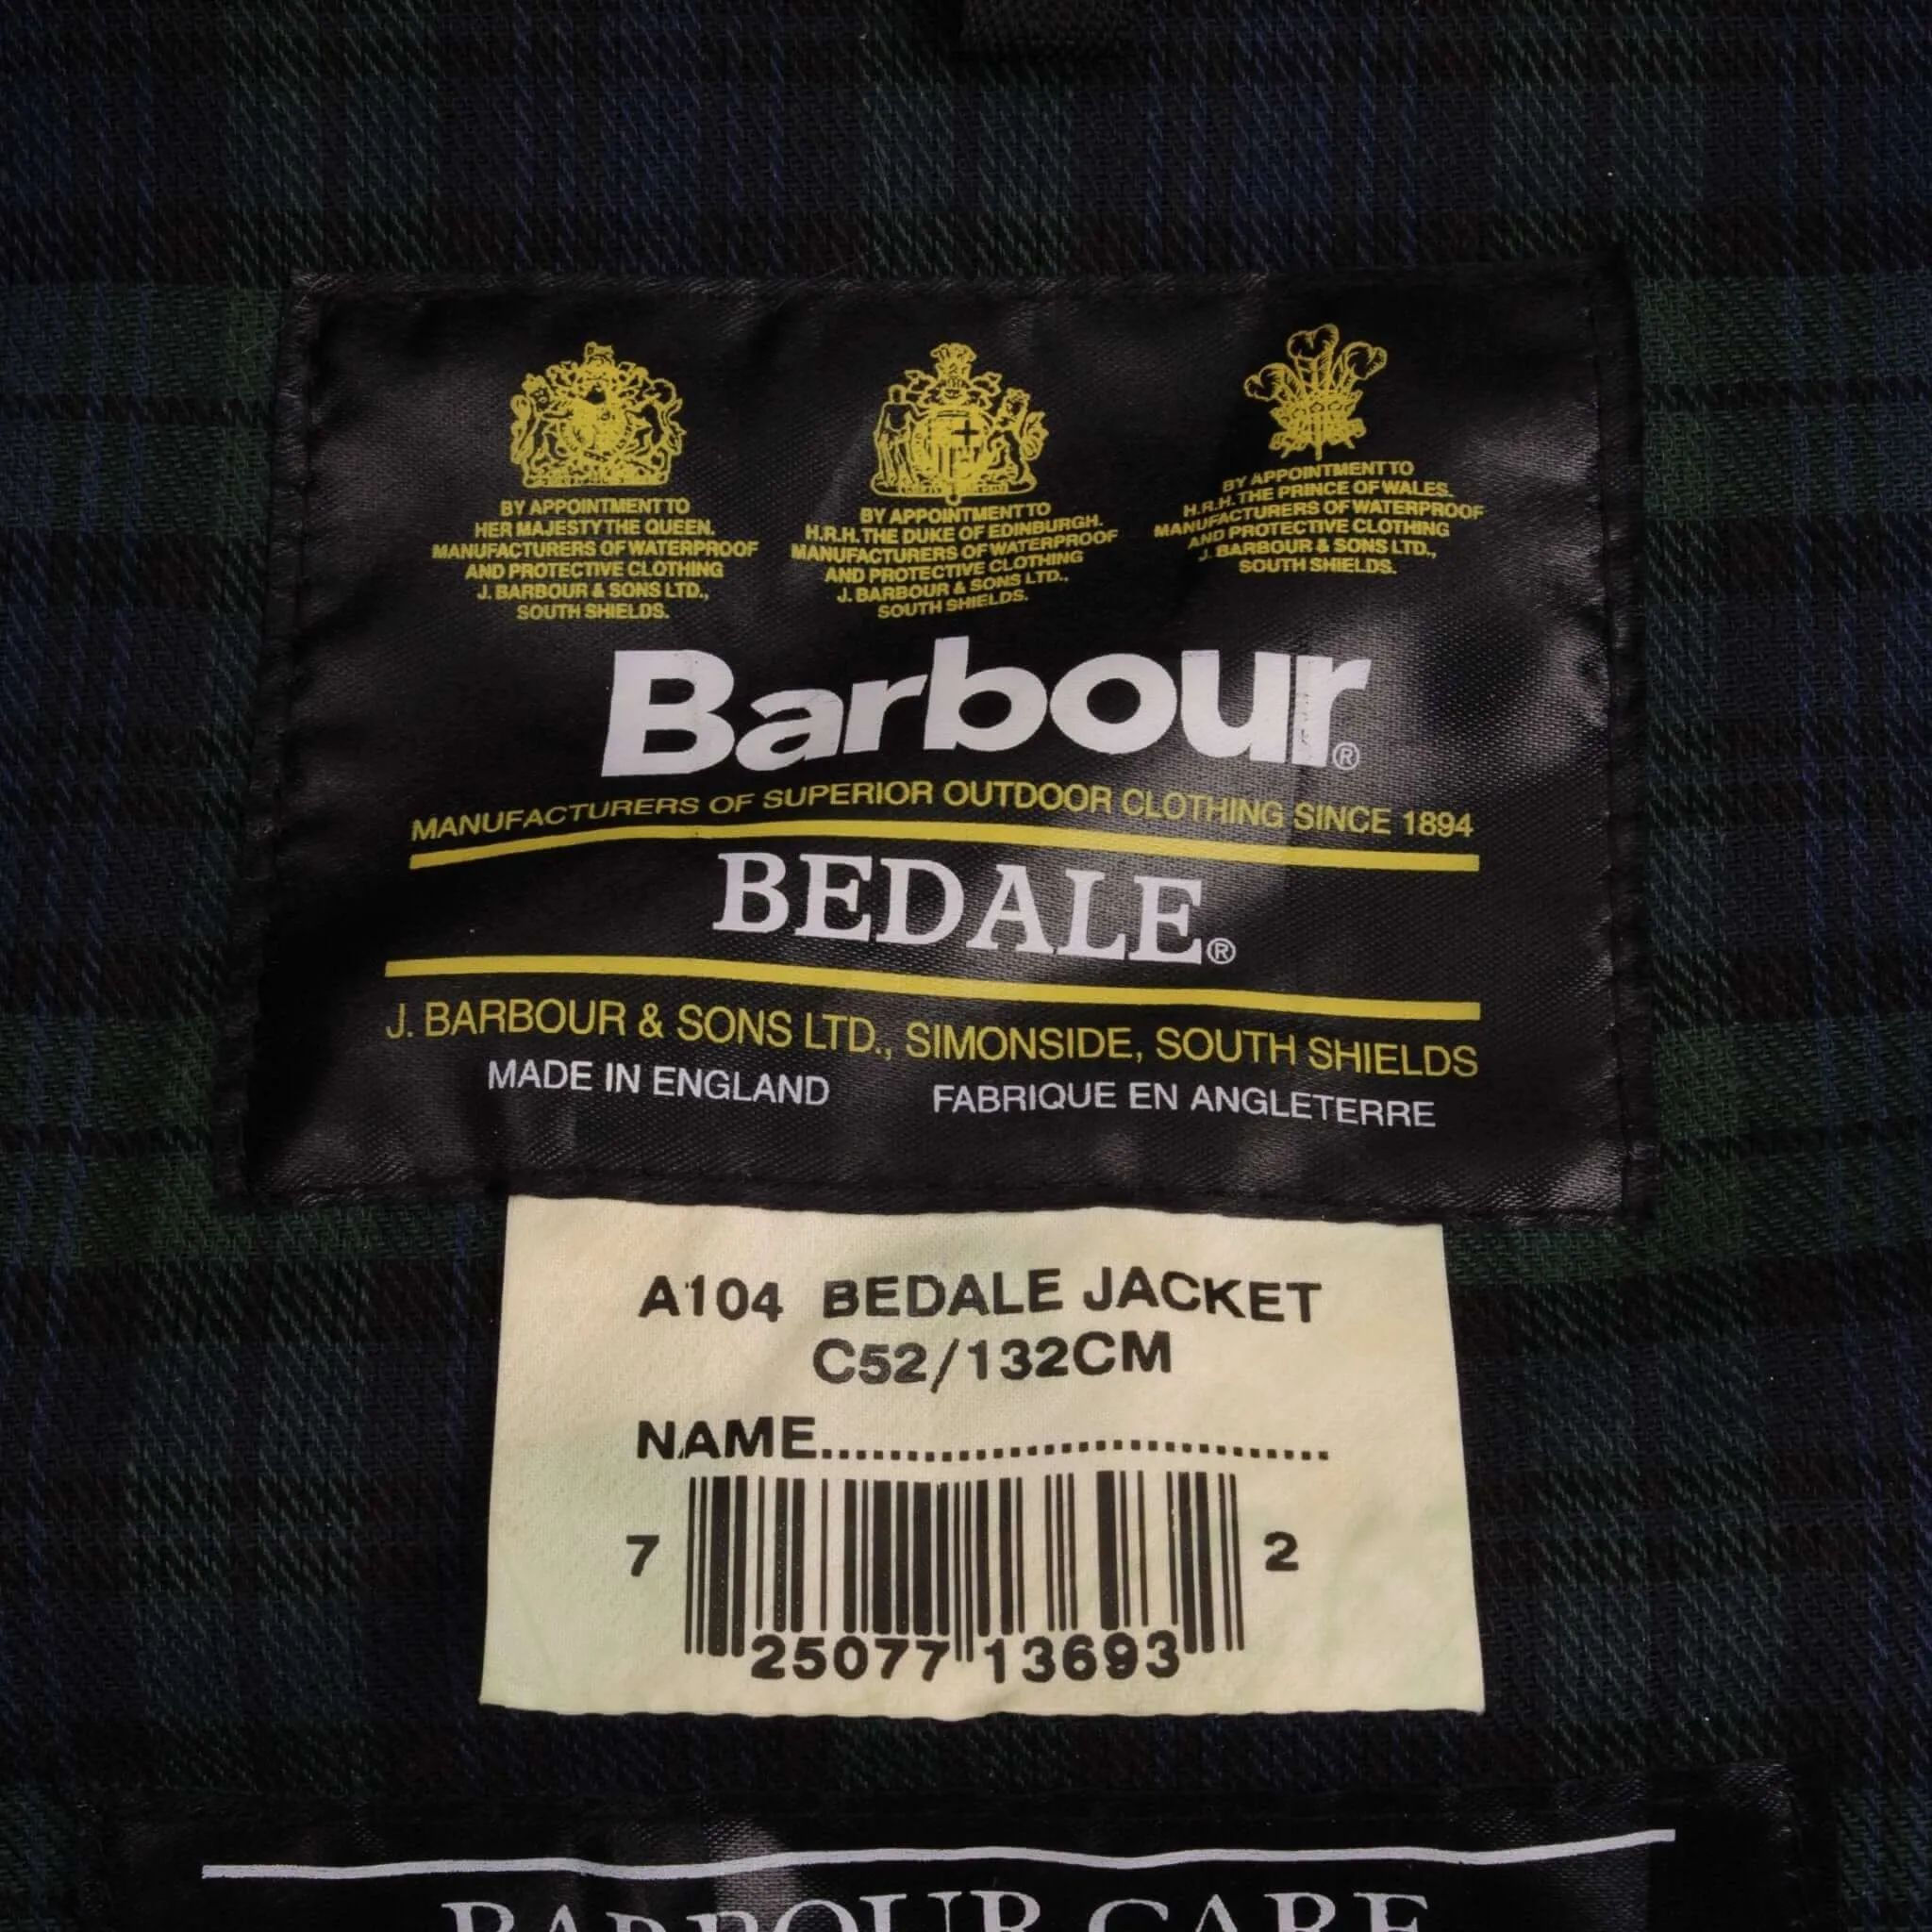 BY APPOINTMENT TO
HER MAJESTY THE QUEEN.
MANUFACTURERS OF WATERPROOF
AND PROTECTIVE CLOTHING
J. BARBOUR & SONS LTD.,
SOUTH SHIELDS.
BY APPOINTMENT TO
H.R.H. THE DUKE OF EDINBURGH.
MANUFACTURERS OF WATERPROOF
AND PROTECTIVE CLOTHING
J. BARBOUR & SONS LTD.,
SOUTH SHIELDS.
BY APPOINTMENT TO
H.R.H. THE PRINCE OF WALES.
MANUFACTURERS OF WATERPROOF
AND PROTECTIVE CLOTHING
J. BARBOUR & SONS LTD.,
SOUTH SHIELDS.
Barbour®
MANUFACTURERS OF SUPERIOR OUTDOOR CLOTHING SINCE 1894
BEDALE®
J. BARBOUR & SONS LTD., SIMONSIDE, SOUTH SHIELDS
MADE IN ENGLAND FABRIQUE EN ANGLETERRE
A104 BEDALE JACKET
C52/132CM
NAME..............................
7 25077 13693 2
BARBOUR CARE